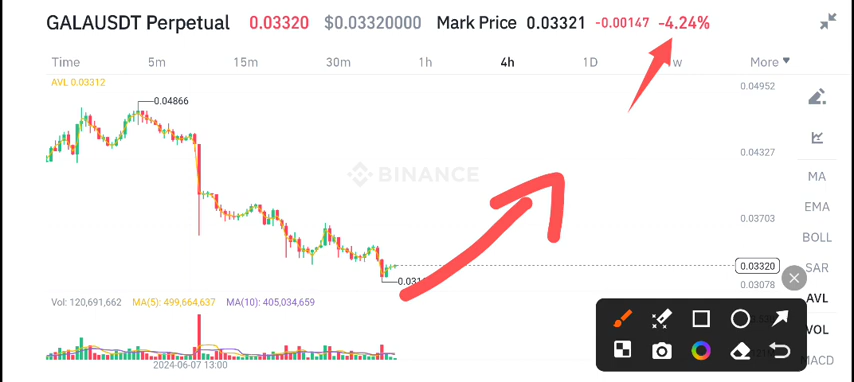 GALAUSDT Perpetual 0.03320 $0.03320000 Mark Price 0.03321 -0.00147 -4.24%
Time 5m 15m 30m 1h 4h 1D w More
AVL 0.03312
0.04952
0.04866
0.04327
BINANCE
MA
EMA
0.03703
BOLL
0.03320
SAR
0.03078
AVL
Vol: 120,691,662 MA(5): 499,664,637 MA(10): 405,034,659
VOL
MACD
2024-06-07 13:00